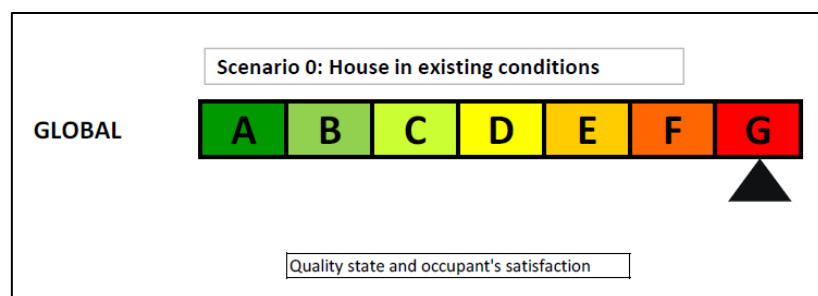 Scenario 0: House in existing conditions
GLOBAL A B C D E F G
Quality state and occupant's satisfaction